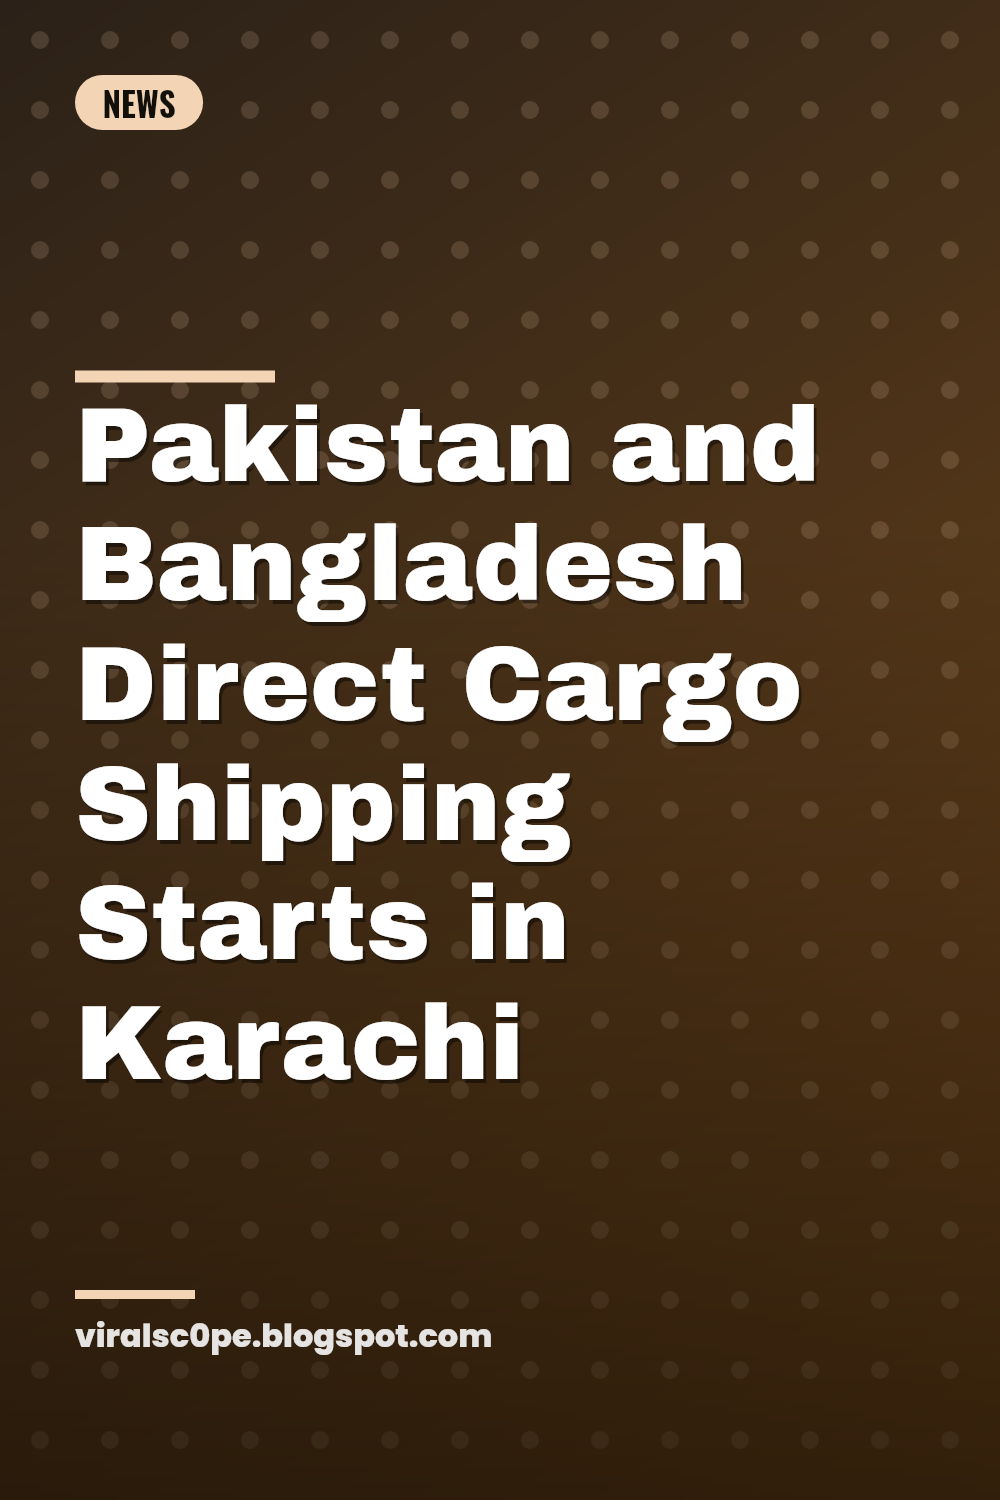 NEWS
Pakistan and
Bangladesh
Direct Cargo
Shipping
Starts in
Karachi
viralsc0pe.blogspot.com